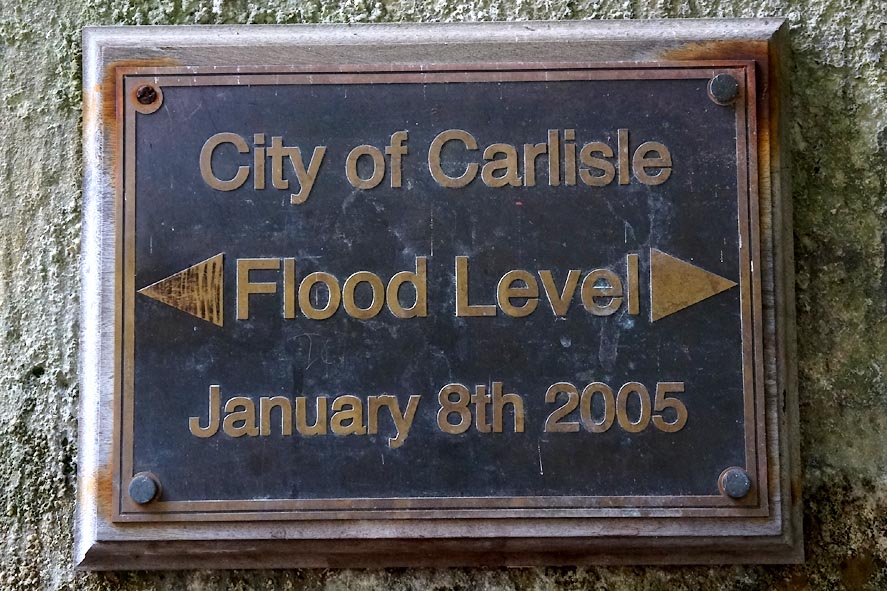 City of Carlisle
Flood Level
January 8th 2005